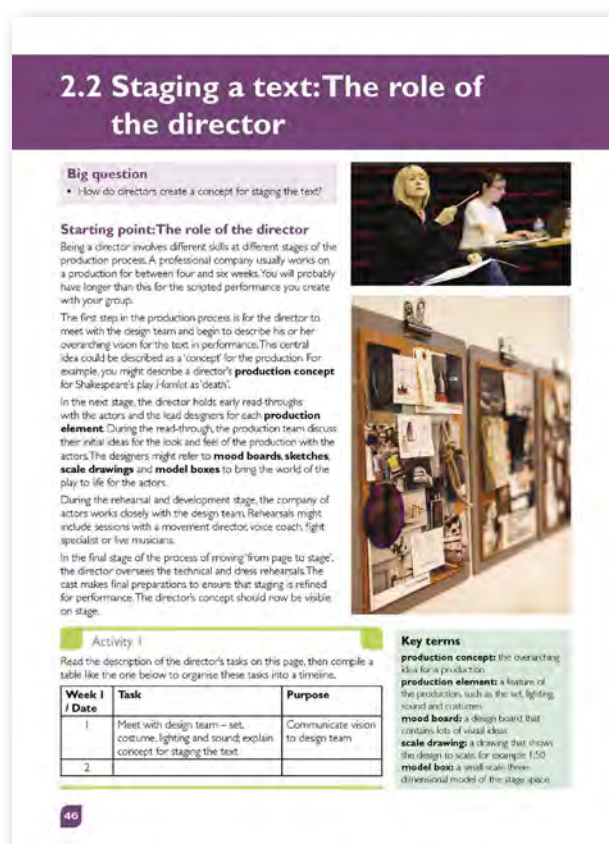 2.2 Staging a text: The role of
the director
Big question
• How do directors create a concept for staging the text?
Starting point: The role of the director
Being a director involves different skills at different stages of the
production process. A professional company usually works on
a production for between four and six weeks. You will probably
have longer than this for the scripted performance you create
with your group.
The first step in the production process is for the director to
meet with the design team and begin to describe his or her
overarching vision for the text in performance. This central
idea could be described as a ‘concept’ for the production. For
example, you might describe a director’s production concept
for Shakespeare’s play Hamlet as ‘death’.
In the next stage, the director holds early read-throughs
with the actors and the lead designers for each production
element. During the read-through, the production team discuss
their initial ideas for the look and feel of the production with the
actors. The designers might refer to mood boards, sketches,
scale drawings and model boxes to bring the world of the
play to life for the actors.
During the rehearsal and development stage, the company of
actors works closely with the design team. Rehearsals might
include sessions with a movement director, voice coach, fight
specialist or live musicians.
In the final stage of the process of moving ‘from page to stage’,
the director oversees the technical and dress rehearsals. The
cast makes final preparations to ensure that staging is refined
for performance. The director’s concept should now be visible
on stage.
Activity 1
Read the description of the director’s tasks on this page, then compile a
table like the one below to organise these tasks into a timeline.
Week 1 Task Purpose
/ Date
1 Meet with design team – set, Communicate vision
costume, lighting and sound; explain to design team
concept for staging the text
2
Key terms
production concept: the overarching
idea for a production
production element: a feature of
the production, such as the set, lighting,
sound and costumes
mood board: a design board that
contains lots of visual ideas
scale drawing: a drawing that shows
the design to scale, for example 1:50
model box: a small-scale three-
dimensional model of the stage space
46